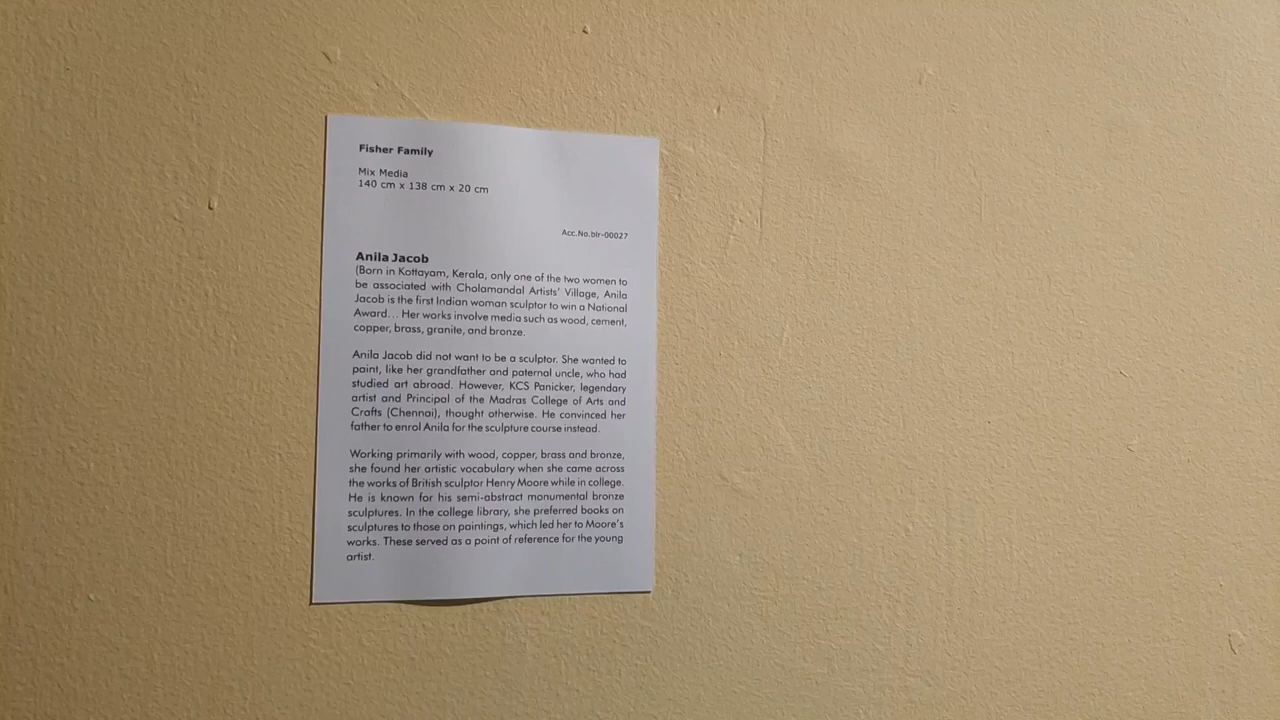 Fisher Family
Mix Media
140 cm x 138 cm x 20 cm
Acc.No.blr-00027
Anila Jacob
(Born in Kottayam, Kerala, only one of the two women to
be associated with Cholamandal Artists' Village, Anila
Jacob is the first Indian woman sculptor to win a National
Award... Her works involve media such as wood, cement,
copper, brass, granite, and bronze.
Anila Jacob did not want to be a sculptor. She wanted to
paint, like her grandfather and paternal uncle, who had
studied art abroad. However, KCS Panicker, legendary
artist and Principal of the Madras College of Arts and
Crafts (Chennai), thought otherwise. He convinced her
father to enrol Anila for the sculpture course instead.
Working primarily with wood, copper, brass and bronze,
she found her artistic vocabulary when she came across
the works of British sculptor Henry Moore while in college.
He is known for his semi-abstract monumental bronze
sculptures. In the college library, she preferred books on
sculptures to those on paintings, which led her to Moore's
works. These served as a point of reference for the young
artist.